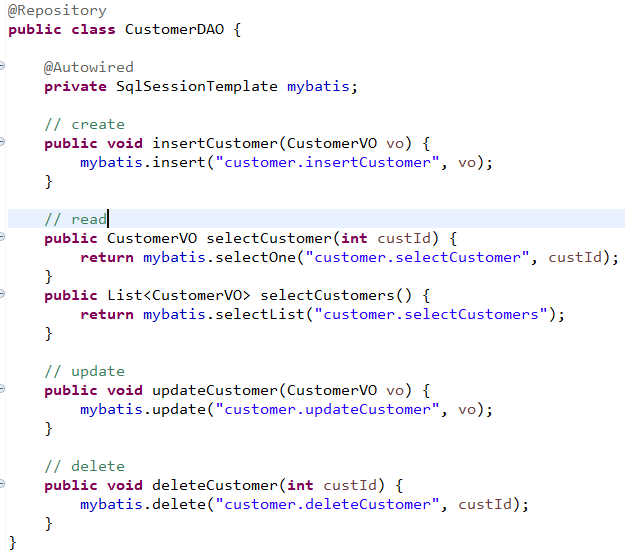 @Repository
public class CustomerDAO {
@Autowired
private SqlSessionTemplate mybatis;
// create
public void insertCustomer(CustomerVO vo) {
mybatis.insert("customer.insertCustomer", vo);
}
// read
public CustomerVO selectCustomer(int custId) {
return mybatis.selectOne("customer.selectCustomer", custId);
}
public List<CustomerVO> selectCustomers() {
return mybatis.selectList("customer.selectCustomers");
}
// update
public void updateCustomer(CustomerVO vo) {
mybatis.update("customer.updateCustomer", vo);
}
// delete
public void deleteCustomer(int custId) {
mybatis.delete("customer.deleteCustomer", custId);
}
}